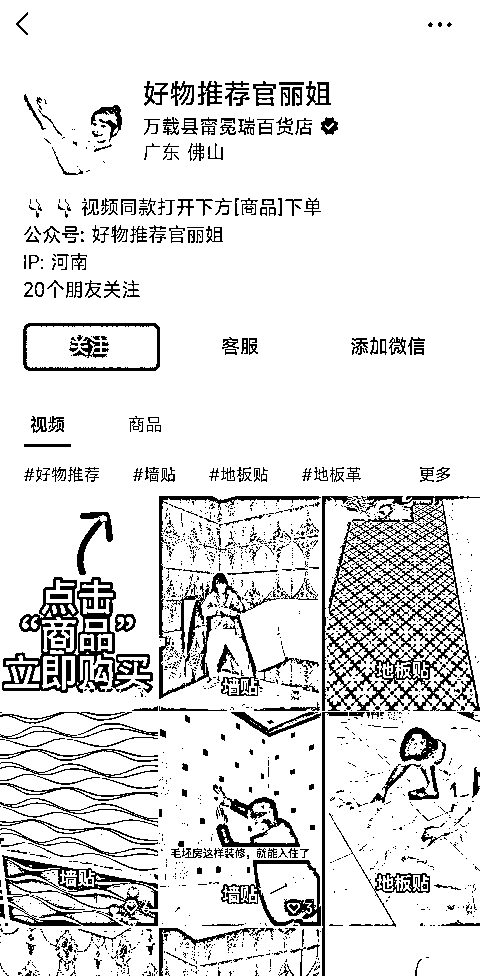 好物推荐官丽姐
万载县甯冕瑞百货店
广东 佛山
视频同款打开下方[商品]下单
公众号: 好物推荐官丽姐
IP: 河南
20个朋友关注
关注
客服
添加微信
视频
商品
#好物推荐
#墙贴
#地板贴
#地板革
更多
点击
“商品”
立即购买
墙贴
地板贴
墙贴
毛坯房这样装修，就能入住了
墙贴
地板贴